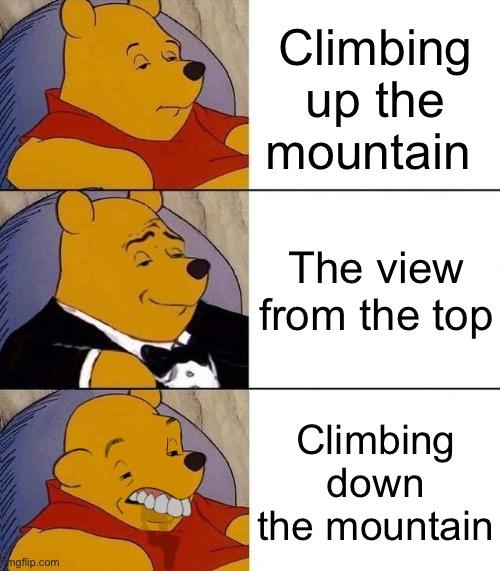 Climbing
up the
mountain
The view
from the top
Climbing
down
the mountain
imgflip.com